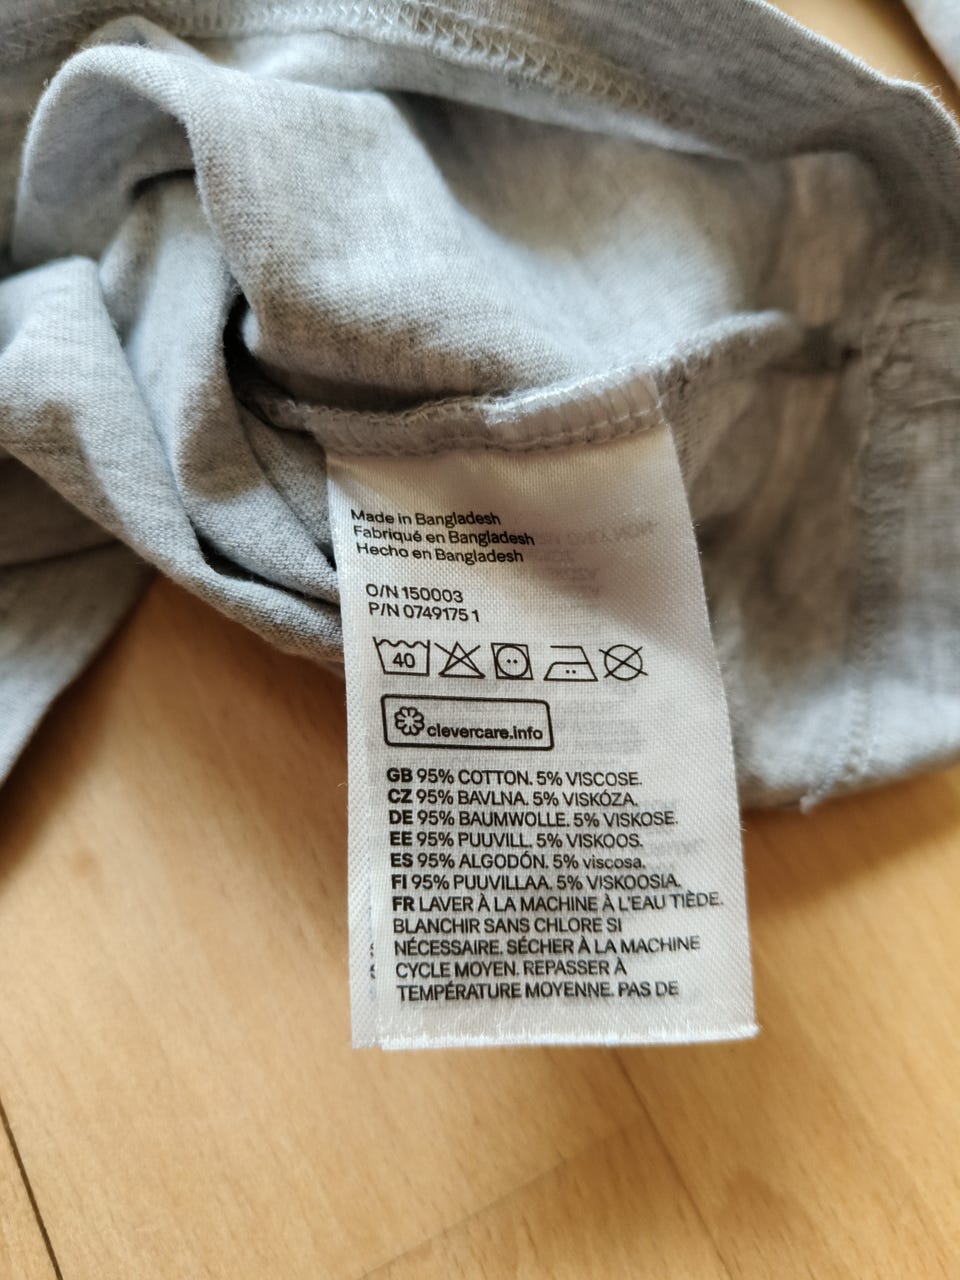 Made in Bangladesh
Fabriqué en Bangladesh
Hecho en Bangladesh
O/N 150003
P/N 0749175 1
40
clevercare.info
GB 95% COTTON. 5% VISCOSE.
CZ 95% BAVLNA. 5% VISKÓZA.
DE 95% BAUMWOLLE. 5% VISKOSE.
EE 95% PUUVILL. 5% VISKOOS.
ES 95% ALGODÓN. 5% viscosa.
FI 95% PUUVILLAA. 5% VISKOOSIA.
FR LAVER À LA MACHINE À L'EAU TIÈDE.
BLANCHIR SANS CHLORE SI
NÉCESSAIRE. SÉCHER À LA MACHINE
CYCLE MOYEN. REPASSER À
TEMPÉRATURE MOYENNE. PAS DE